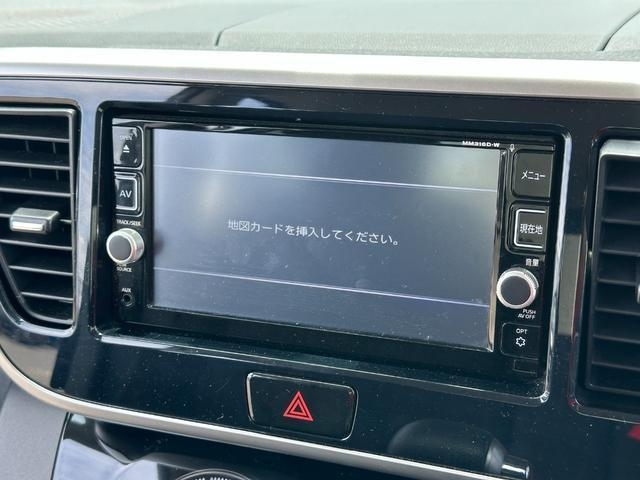 OPEN
MM316D-W
AV
メニュー
TRACK/SEEK
地図カードを挿入してください。
現在地
SOURCE
音量
AUX
PUSH
AV OFF
OPT